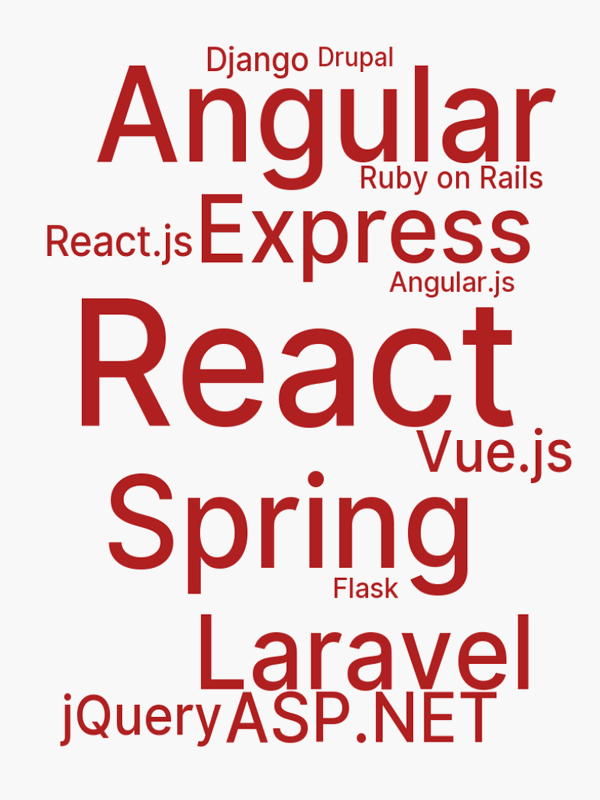 Django Drupal
Angular
Ruby on Rails
React.js Express
Angular.js
React
Vue.js
Spring
Flask
Laravel
jQuery ASP.NET